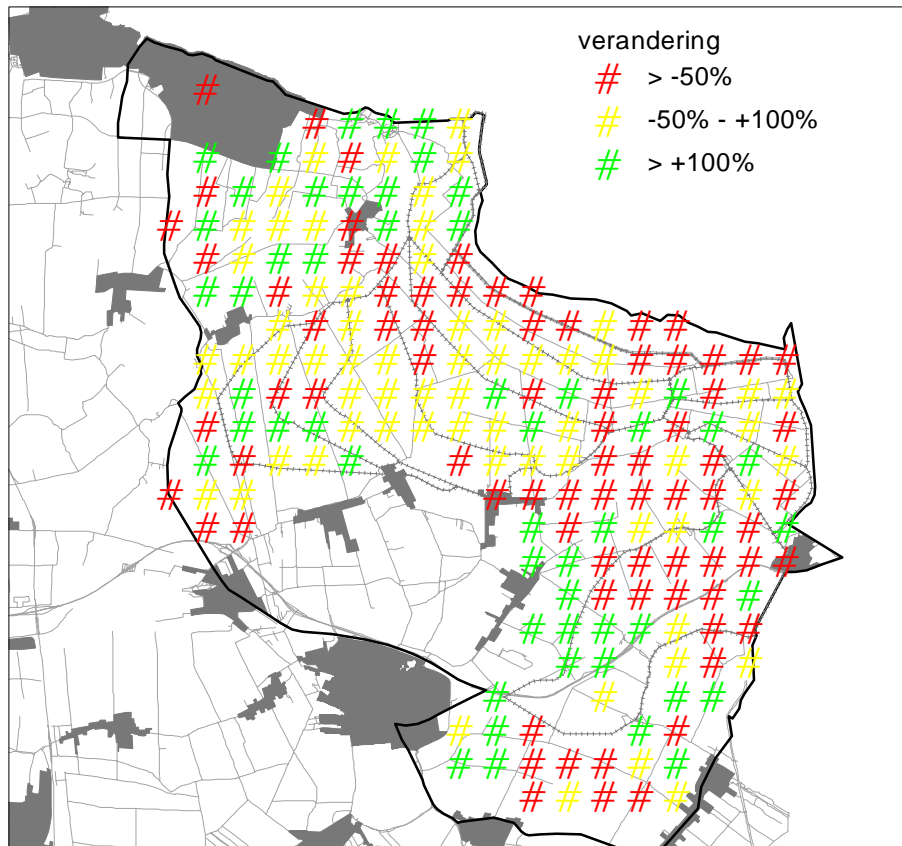 verandering
# > -50%
# -50% - +100%
# > +100%